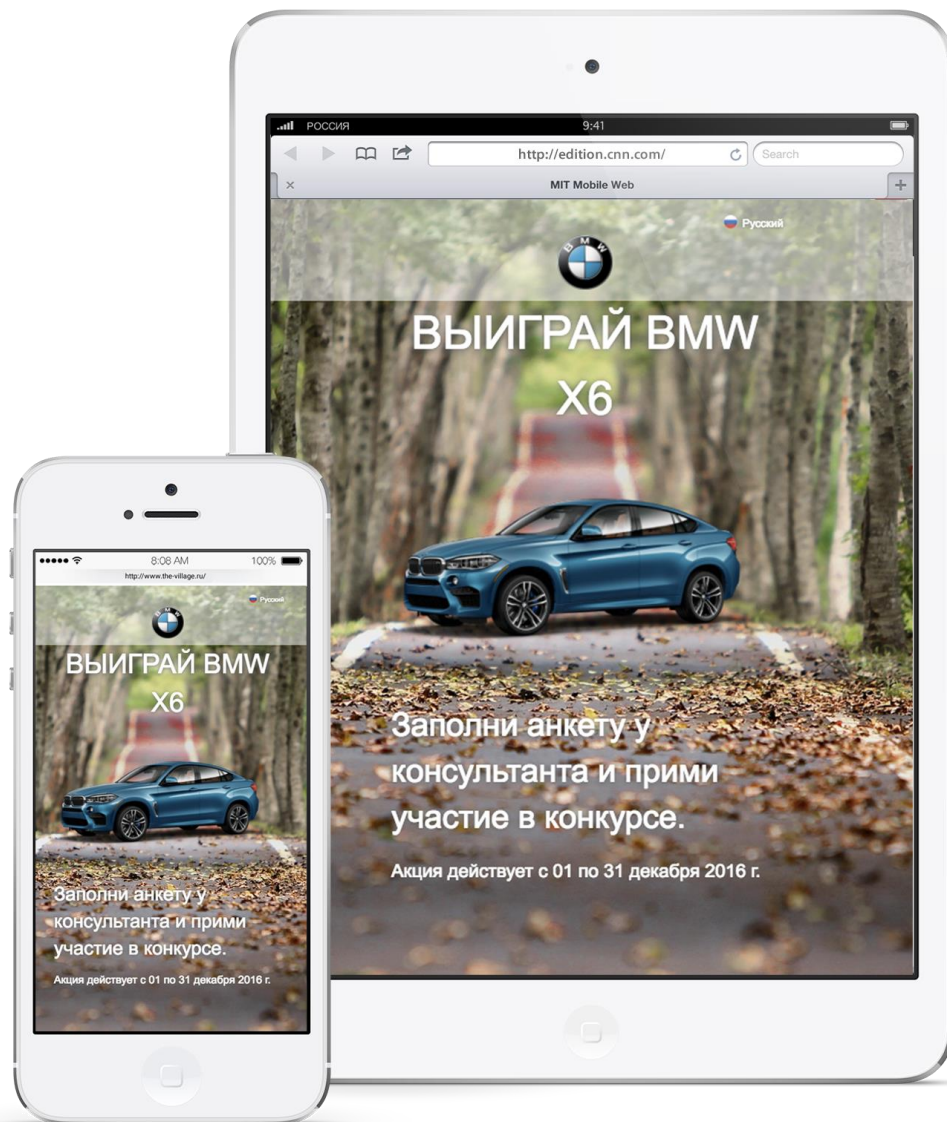 РОССИЯ
9:41
http://edition.cnn.com/
Search
MIT Mobile Web
Русский
BMW
ВЫИГРАЙ BMW
X6
Заполни анкету у
консультанта и прими
участие в конкурсе.
Акция действует с 01 по 31 декабря 2016 г.
8:08 AM
100%
http://www.the-village.ru/
Русский
BMW
ВЫИГРАЙ BMW
X6
Заполни анкету у
консультанта и прими
участие в конкурсе.
Акция действует с 01 по 31 декабря 2016 г.